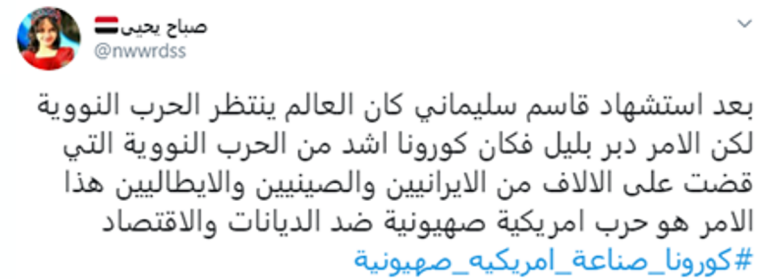 صباح يحيى🇾🇪
@nwwrdss
بعد استشهاد قاسم سليماني كان العالم ينتظر الحرب النووية
لكن الامر دبر بليل فكان كورونا اشد من الحرب النووية التي
قضت على الالاف من الايرانيين والصينيين والايطاليين هذا
الامر هو حرب امريكية صهيونية ضد الديانات والاقتصاد
#كورونا_صناعة_امريكيه_صهيونية